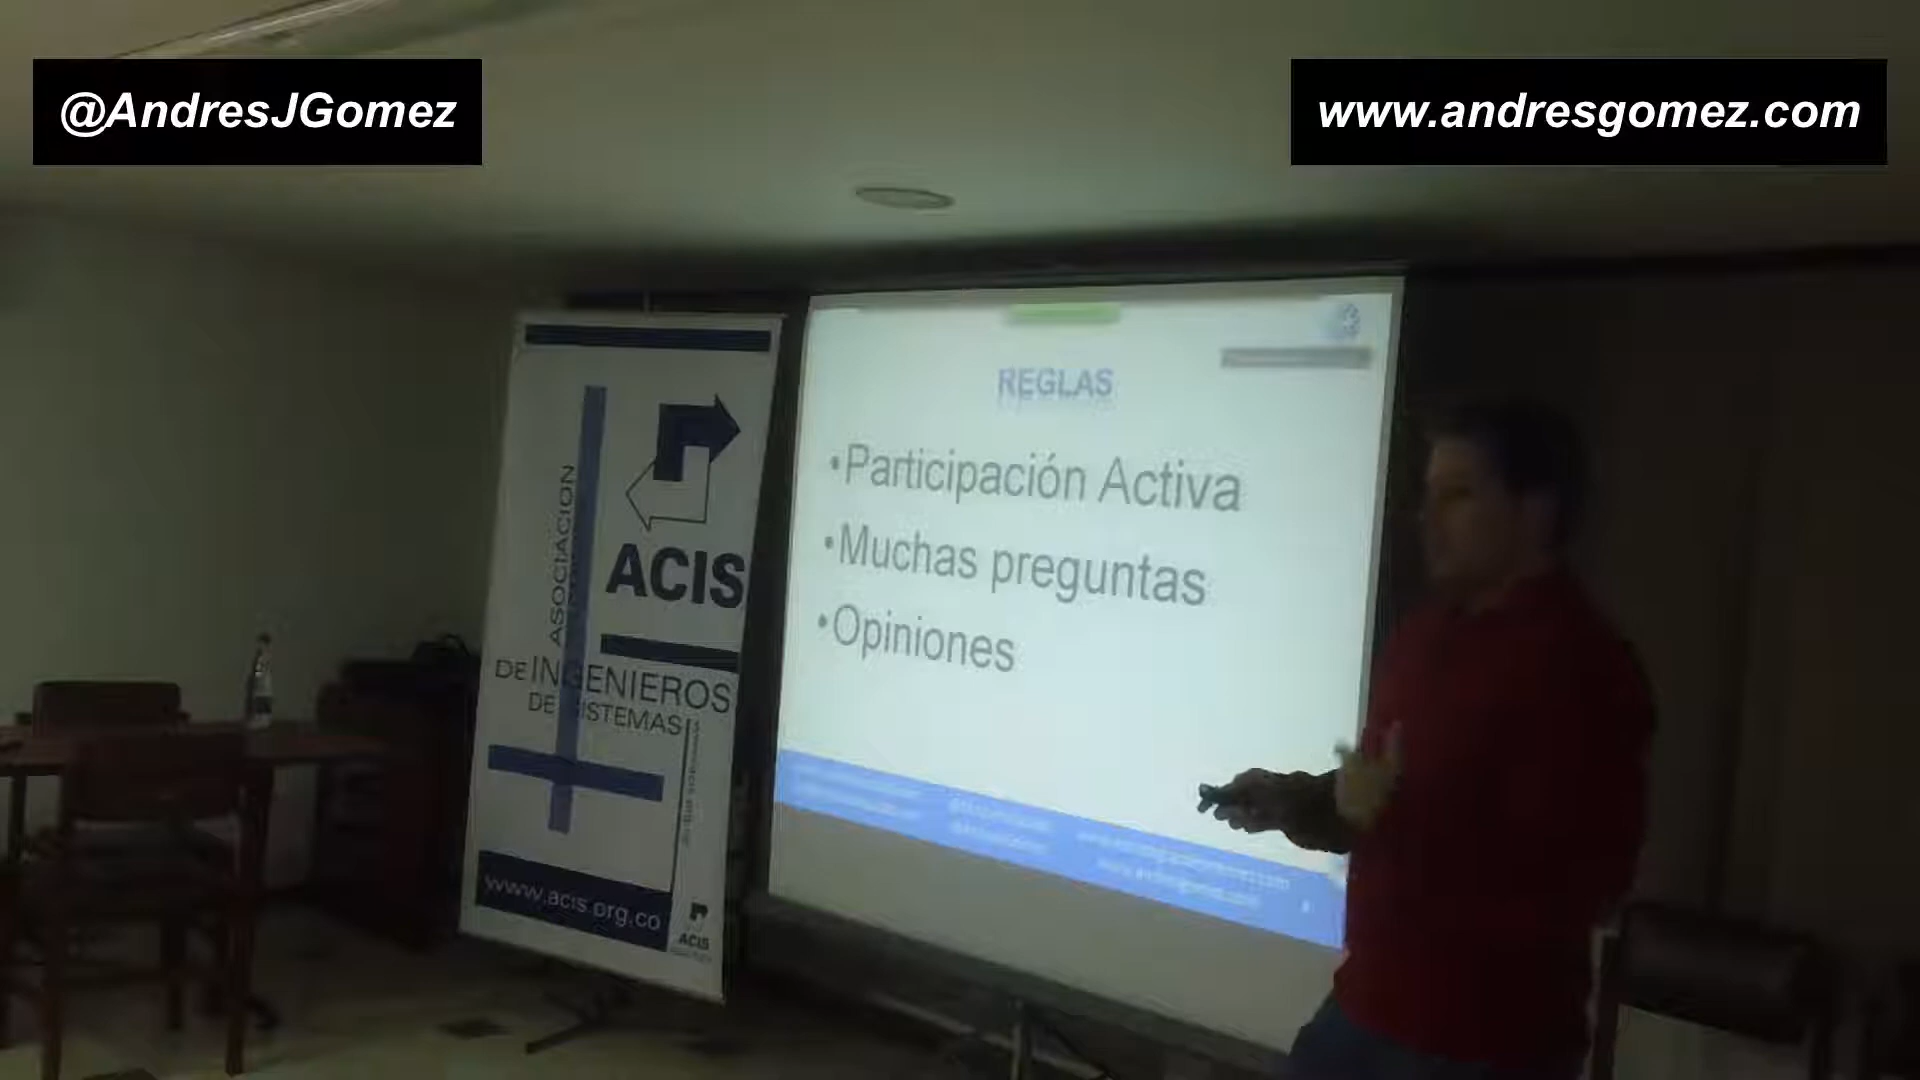 @AndresJGomez
www.andresgomez.com
REGLAS
•Participación Activa
•Muchas preguntas
•Opiniones
ASOCIACION
ACIS
DE INGENIEROS
DE SISTEMAS
www.acis.org.co
ACIS